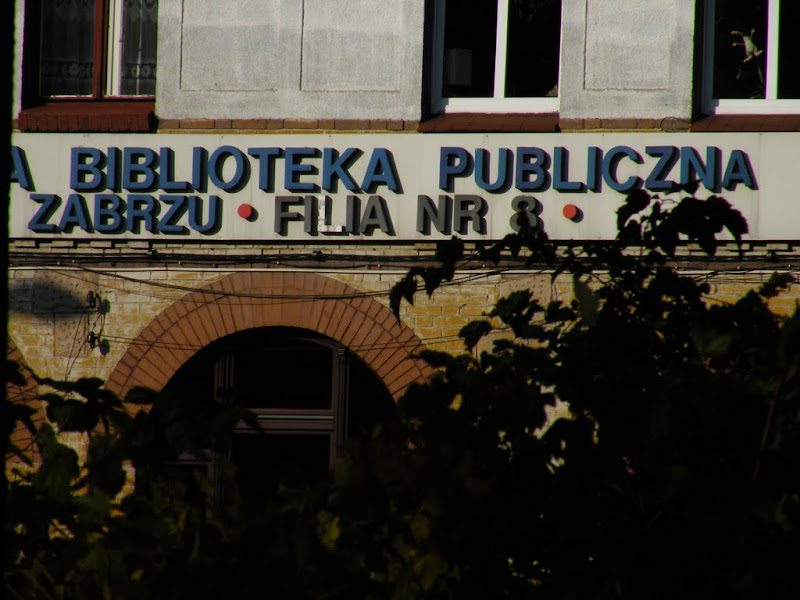 A BIBLIOTEKA PUBLICZNA
ZABRZU • FILIA NR 8 •